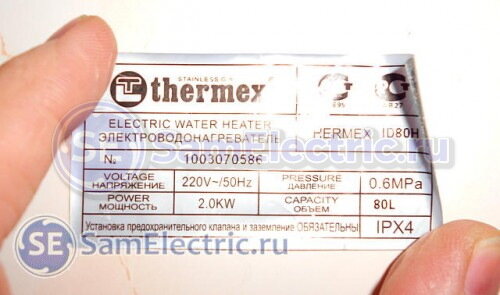 STAINLESS
thermex
ELECTRIC WATER HEATER
ЭЛЕКТРОВОДОНАГРЕВАТЕЛЬ
HERMEX ID80H
№ 1003070586
VOLTAGE
НАПРЯЖЕНИЕ
220V~/50Hz
PRESSURE
ДАВЛЕНИЕ
0.6MPa
POWER
МОЩНОСТЬ
2.0KW
CAPACITY
ОБЪЕМ
80L
Установка предохранительного клапана и заземление ОБЯЗАТЕЛЬНЫ
IPX4
SamElectric.ru
SE SamElectric.ru